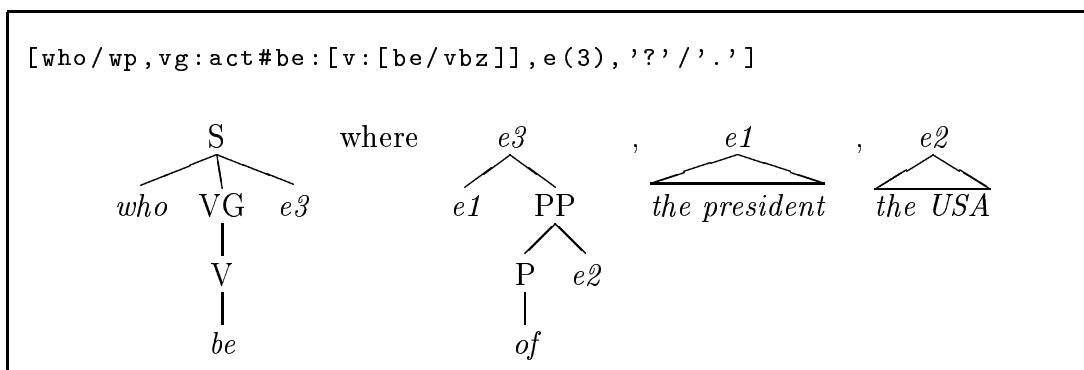 [who/wp,vg:act#be:[v:[be/vbz]],e(3),'?'/'.']
S where e3 , e1 , e2
who VG e3 e1 PP the president the USA
V P e2
be of